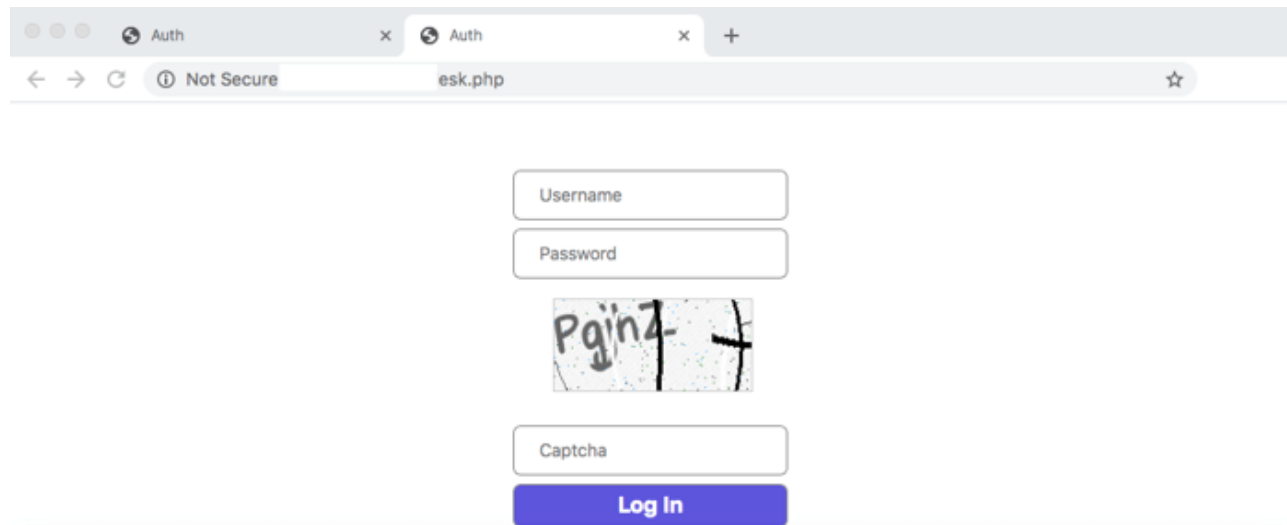 Auth
Auth
Not Secure
esk.php
Username
Password
Captcha
Log In